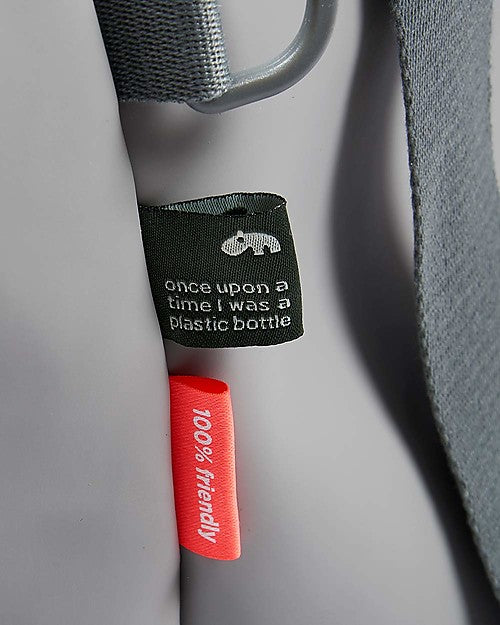 once upon a
time I was a
plastic bottle
100% friendly